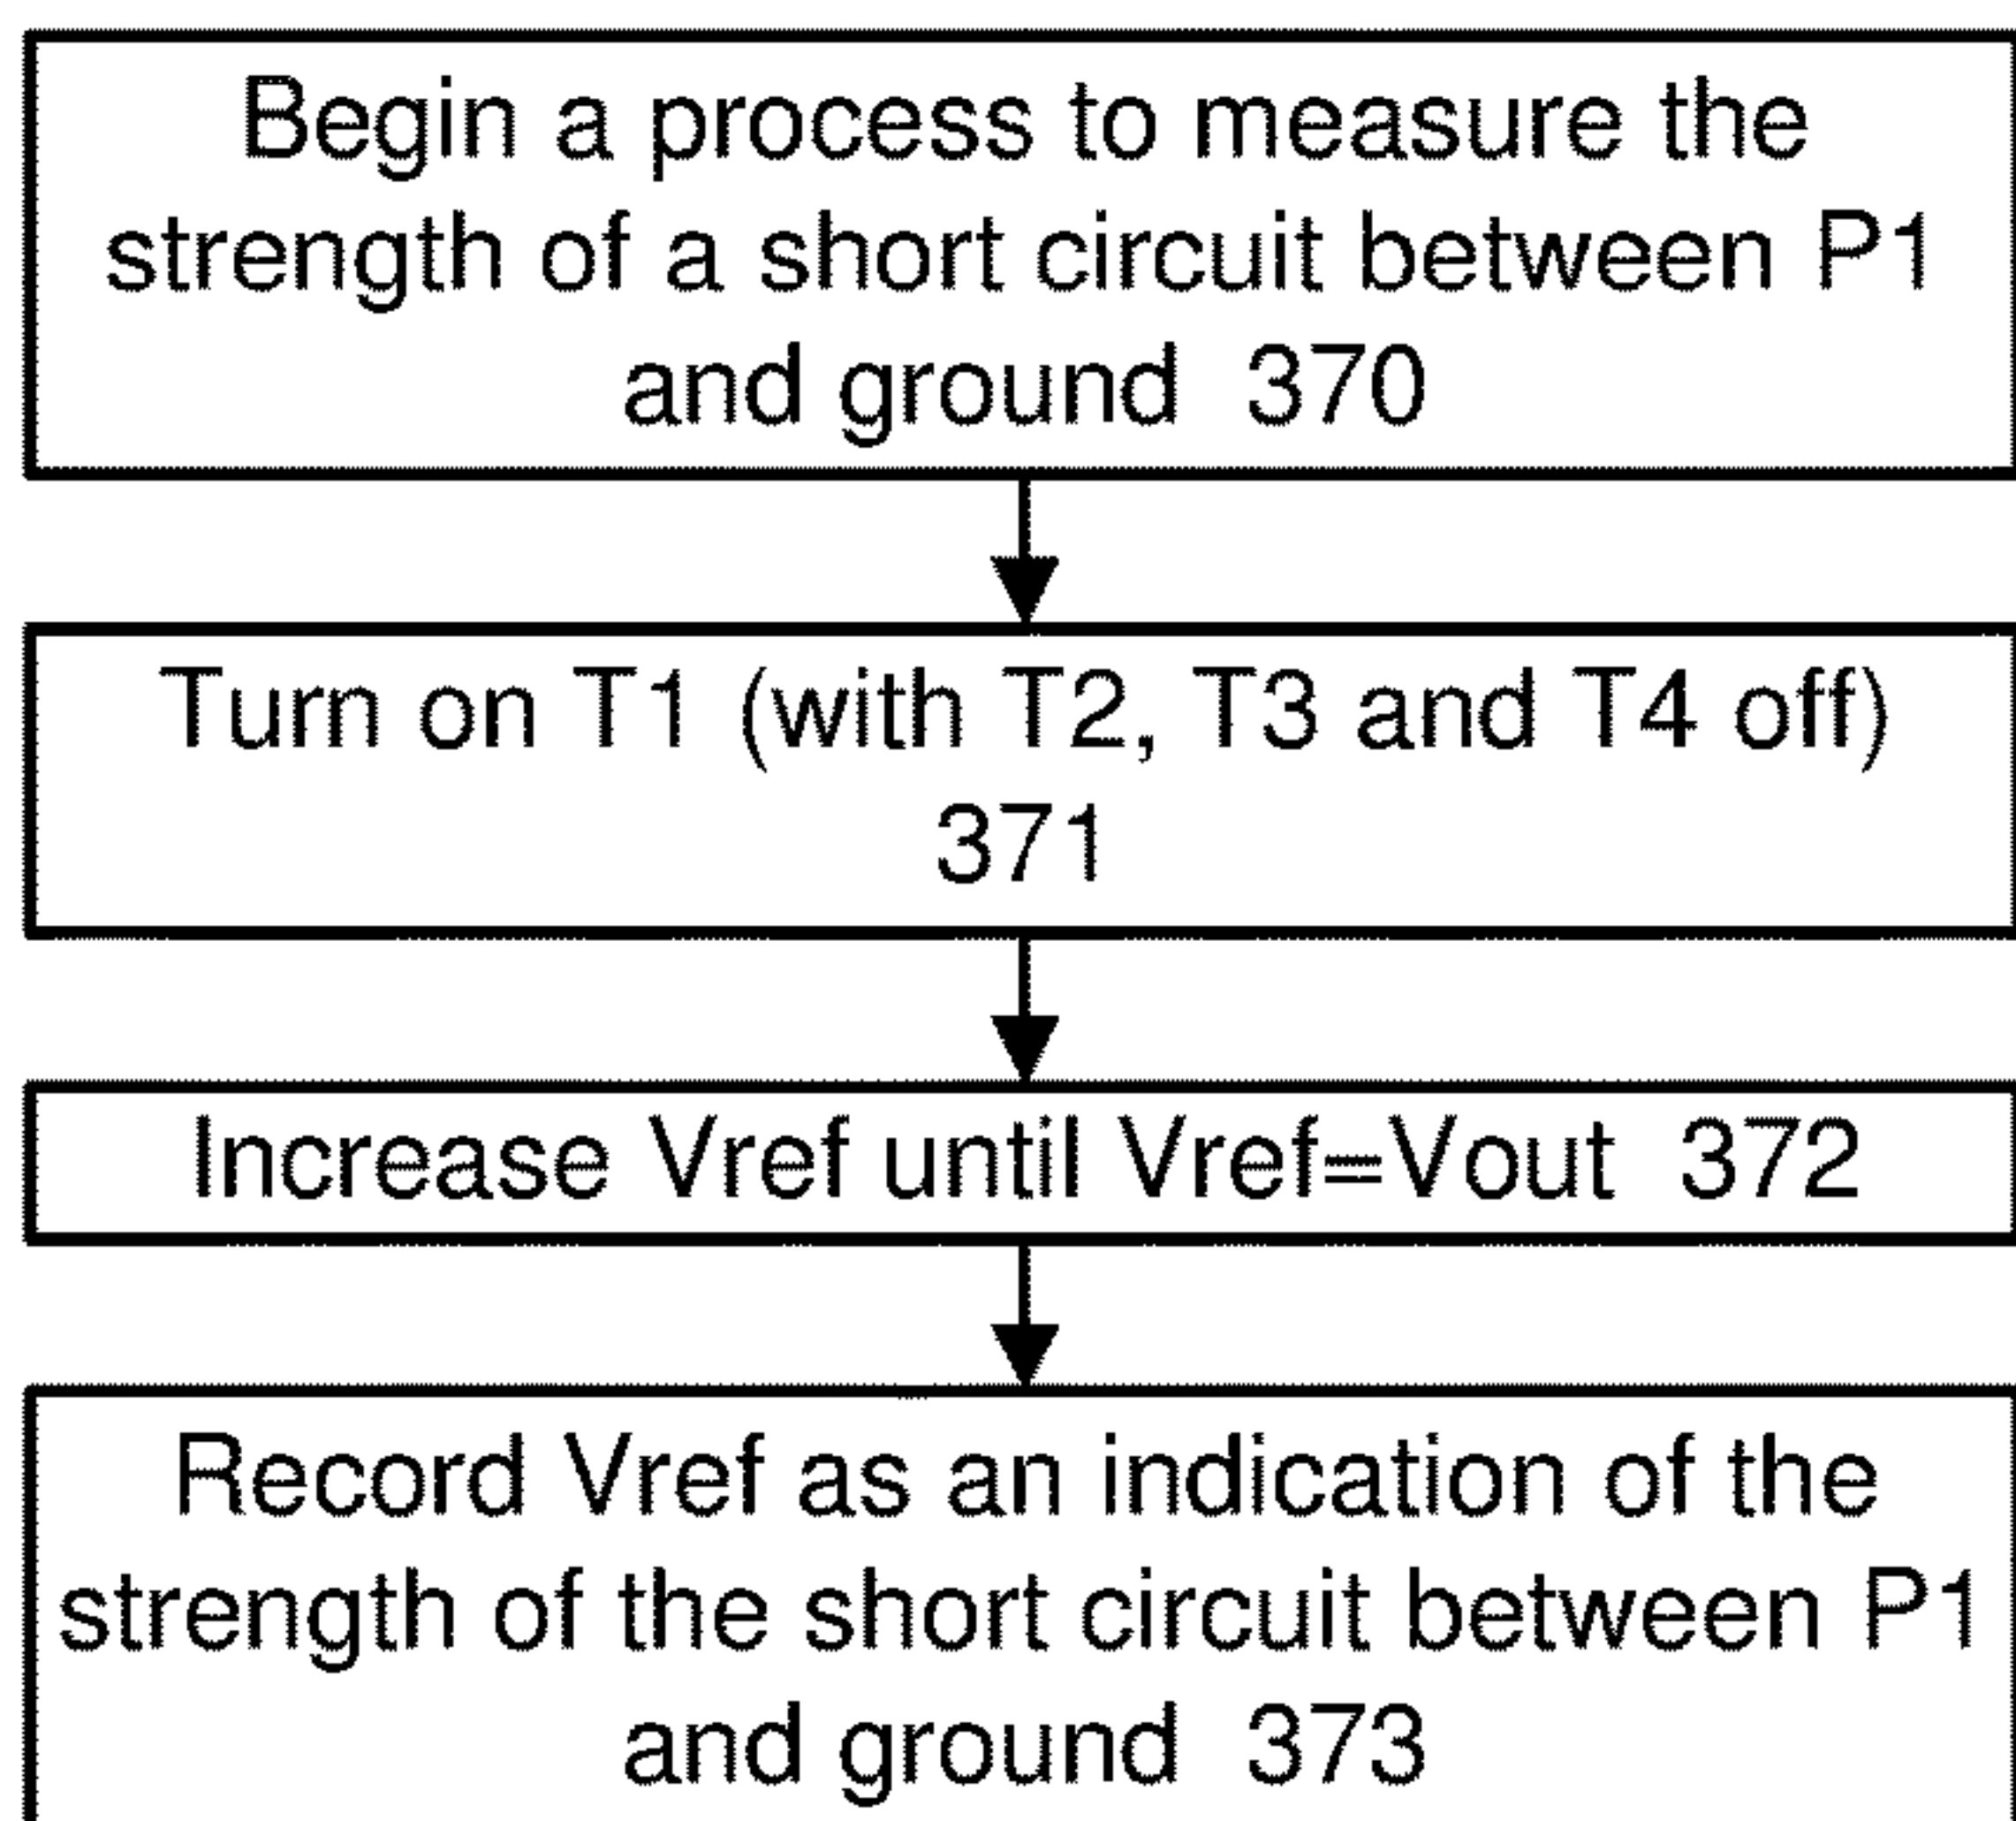 Begin a process to measure the
strength of a short circuit between P1
and ground 370
Turn on T1 (with T2, T3 and T4 off)
371
Increase Vref until Vref=Vout 372
Record Vref as an indication of the
strength of the short circuit between P1
and ground 373